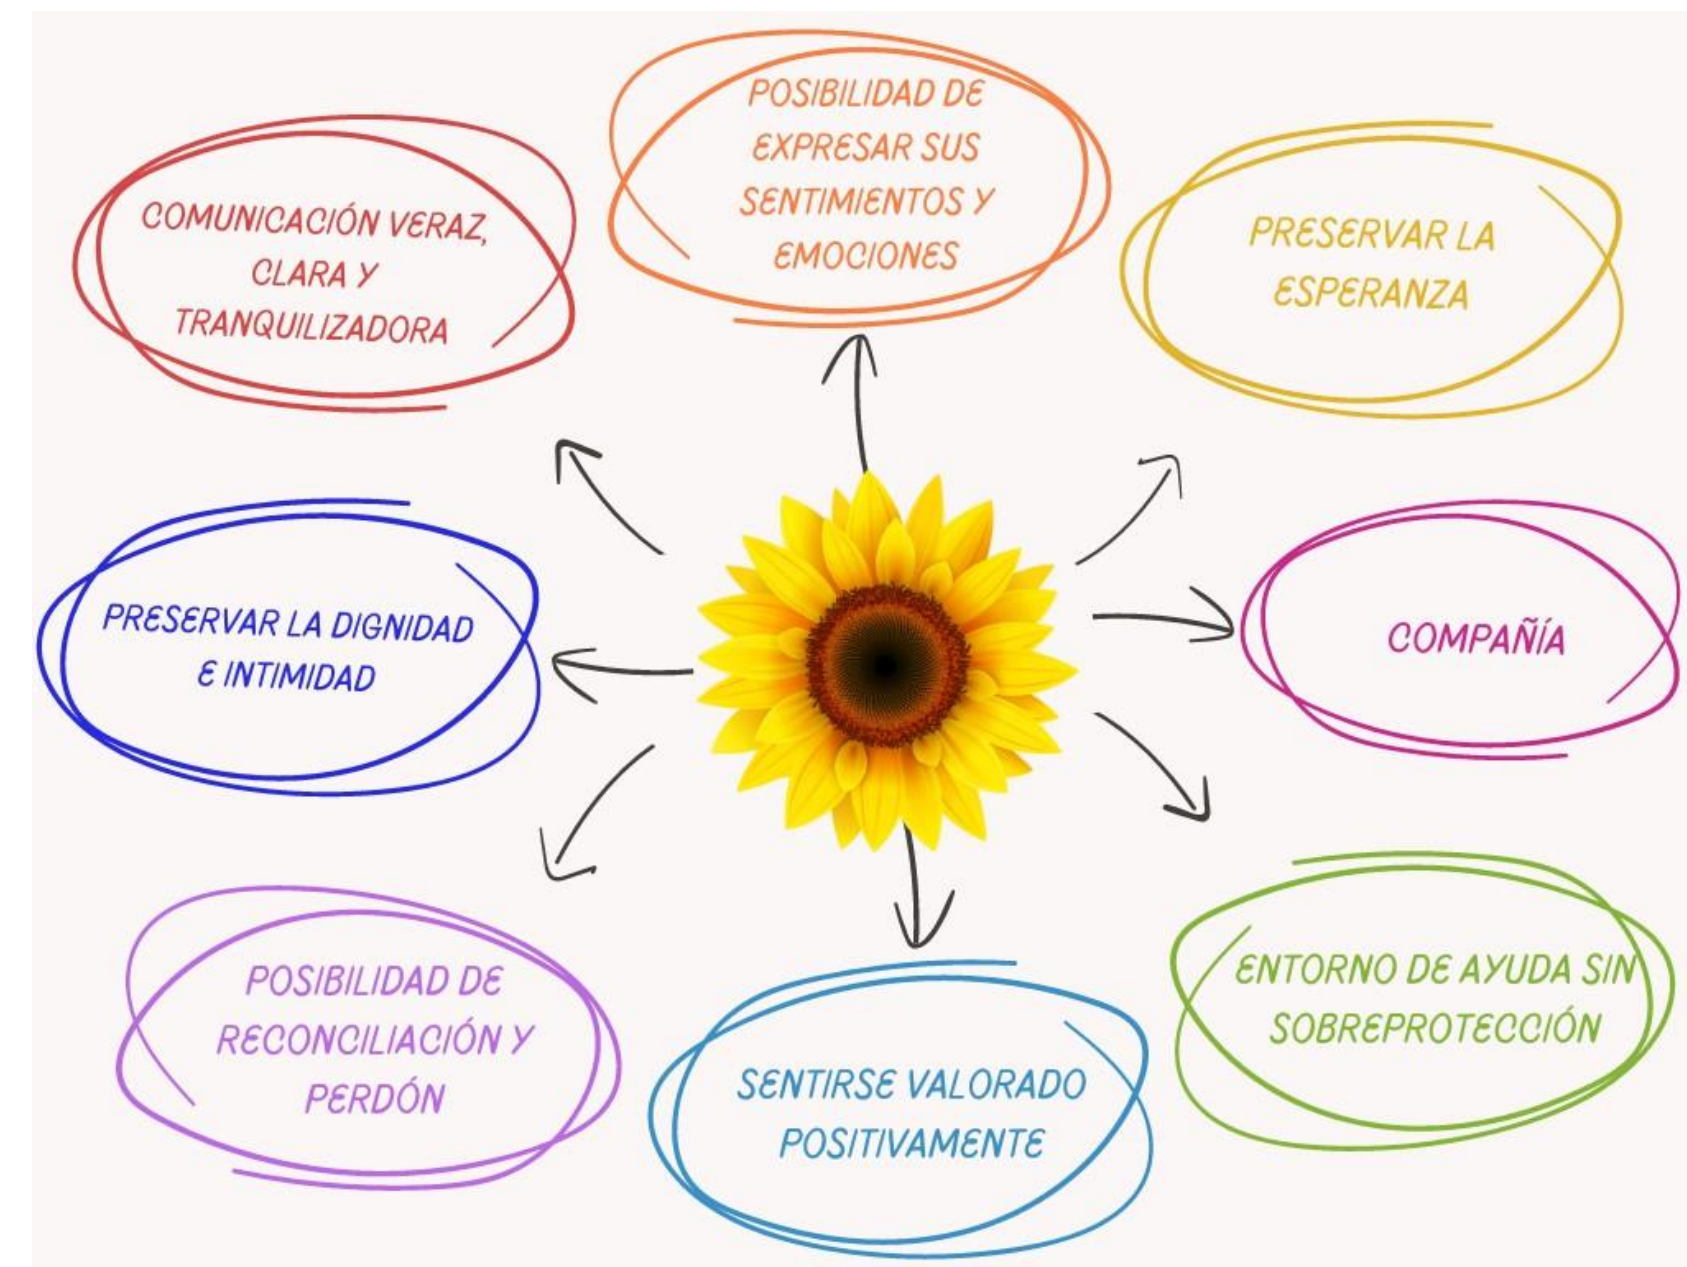 POSIBILIDAD DE
EXPRESAR SUS
SENTIMIENTOS Y
EMOCIONES
COMUNICACIÓN VERAZ,
CLARA Y
TRANQUILIZADORA
PRESERVAR LA
ESPERANZA
PRESERVAR LA DIGNIDAD
E INTIMIDAD
COMPAÑÍA
POSIBILIDAD DE
RECONCILIACIÓN Y
PERDÓN
SENTIRSE VALORADO
POSITIVAMENTE
ENTORNO DE AYUDA SIN
SOBREPROTECCIÓN